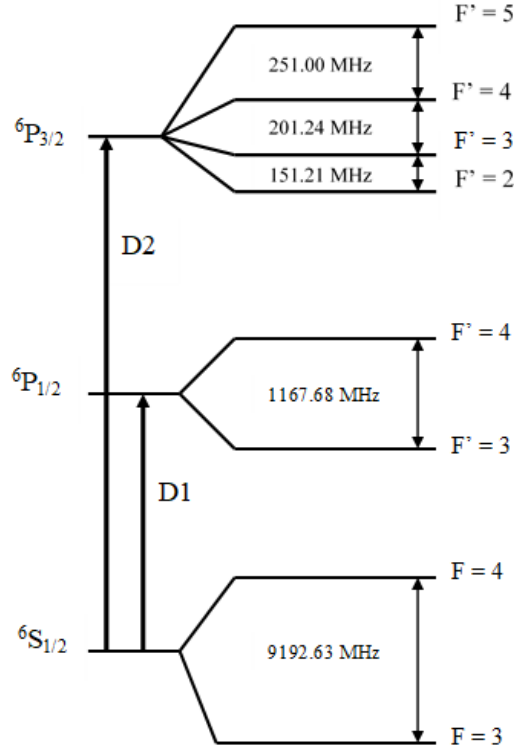 F' = 5
251.00 MHz
F' = 4
201.24 MHz
⁶P₃/₂
F' = 3
151.21 MHz
F' = 2
D2
F' = 4
⁶P₁/₂
1167.68 MHz
F' = 3
D1
F = 4
⁶S₁/₂
9192.63 MHz
F = 3